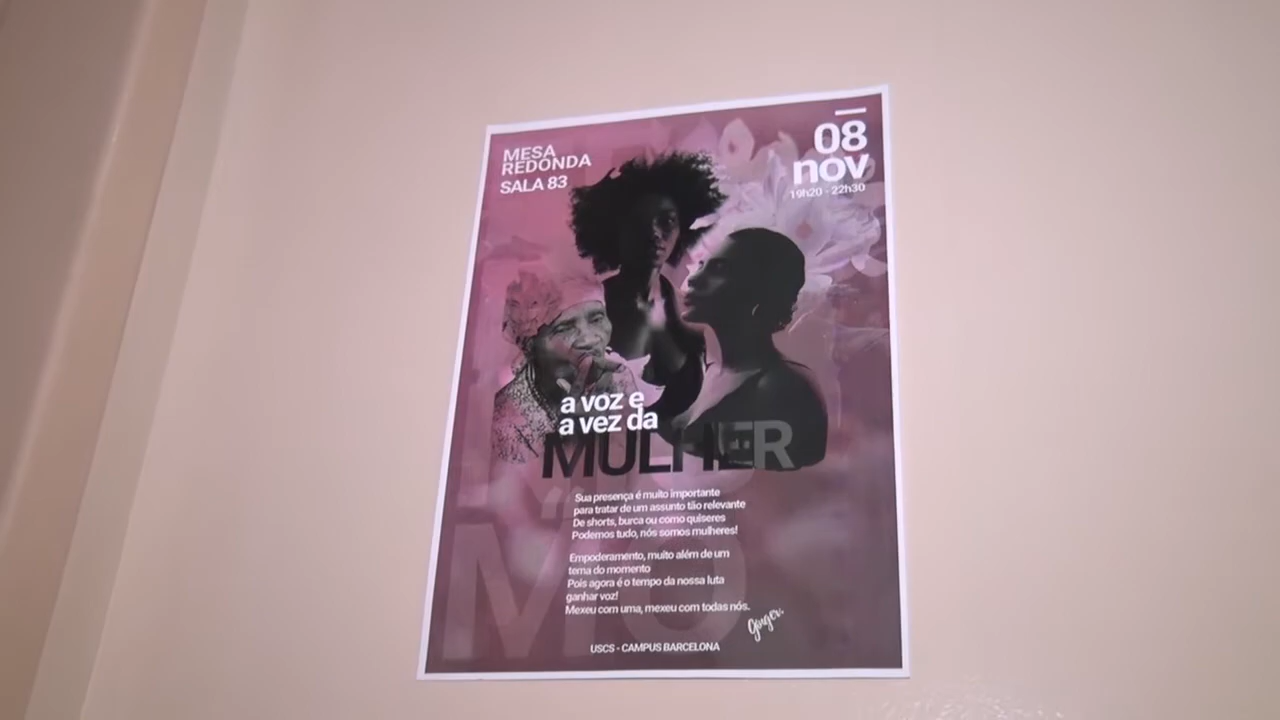 MESA
REDONDA
SALA 83
08
nov
19h20 - 22h30
a voz e
a vez da
MULHER
Sua presença é muito importante
para tratar de um assunto tão relevante
De shorts, burca ou como quiseres
Podemos tudo, nós somos mulheres!
Empoderamento, muito além de um
tema do momento
Pois agora é o tempo da nossa luta
ganhar voz!
Mexeu com uma, mexeu com todas nós.
Ginger.
USCS - CAMPUS BARCELONA